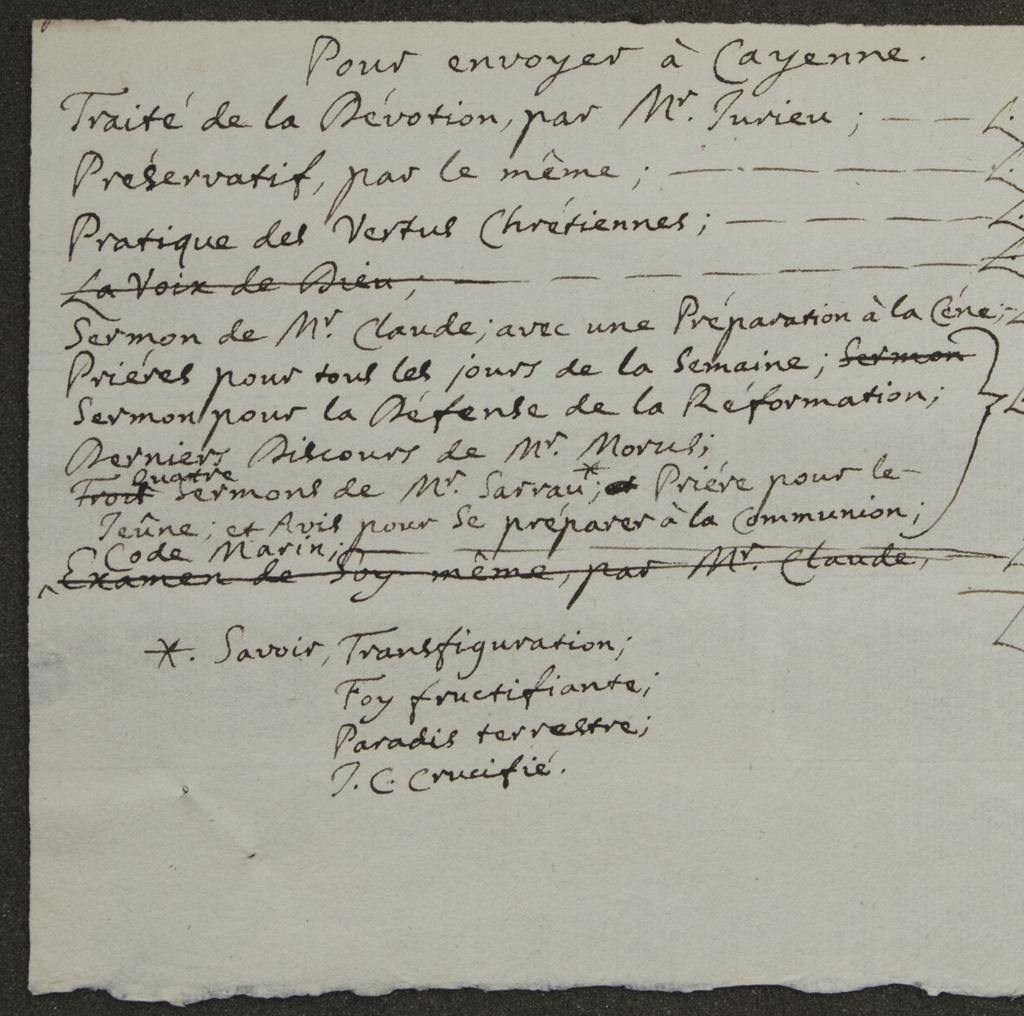 Pour envoyer à Cayenne.
Traité de la Dévotion, par Mr. Jurieu; — — L.
Préservatif, par le même; — — — — L.
Pratique des Vertus Chrétiennes; — — — — L.
La Voix de Dieu; — — — — — L.
Sermon de Mr. Claude; avec une Préparation à la Céne; L
Priéres pour tous les jours de la Semaine; Sermon
Sermon pour la Défense de la Réformation; L
Derniers Discours de Mr. Morus;
Quatre
Trois Sermons de Mr. Sarrau*; et Priére pour le
Jeûne; et Avis pour se préparer à la Communion;
Code Marin;
Examen de Soy même, par Mr. Claude, — L
*. Savoir, Transfiguration;
Foy fructifiante;
Paradis terrestre;
J. C. Crucifié.